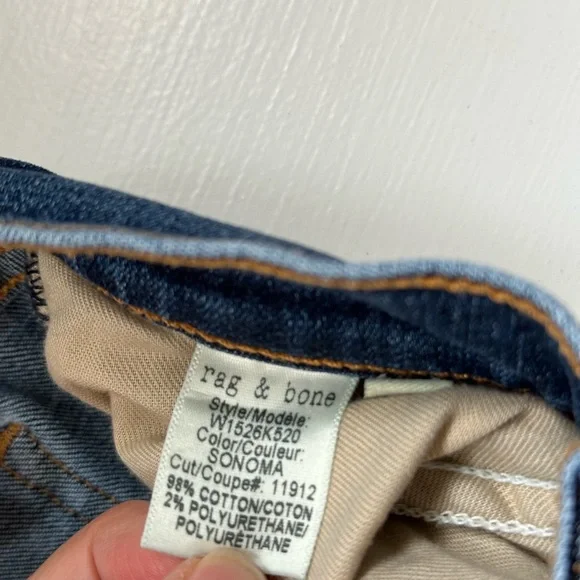 rag & bone
Style/Modèle:
W1526K520
Color/Couleur:
SONOMA
Cut/Coupe#: 11912
98% COTTON/COTON
2% POLYURETHANE/
POLYURÉTHANE